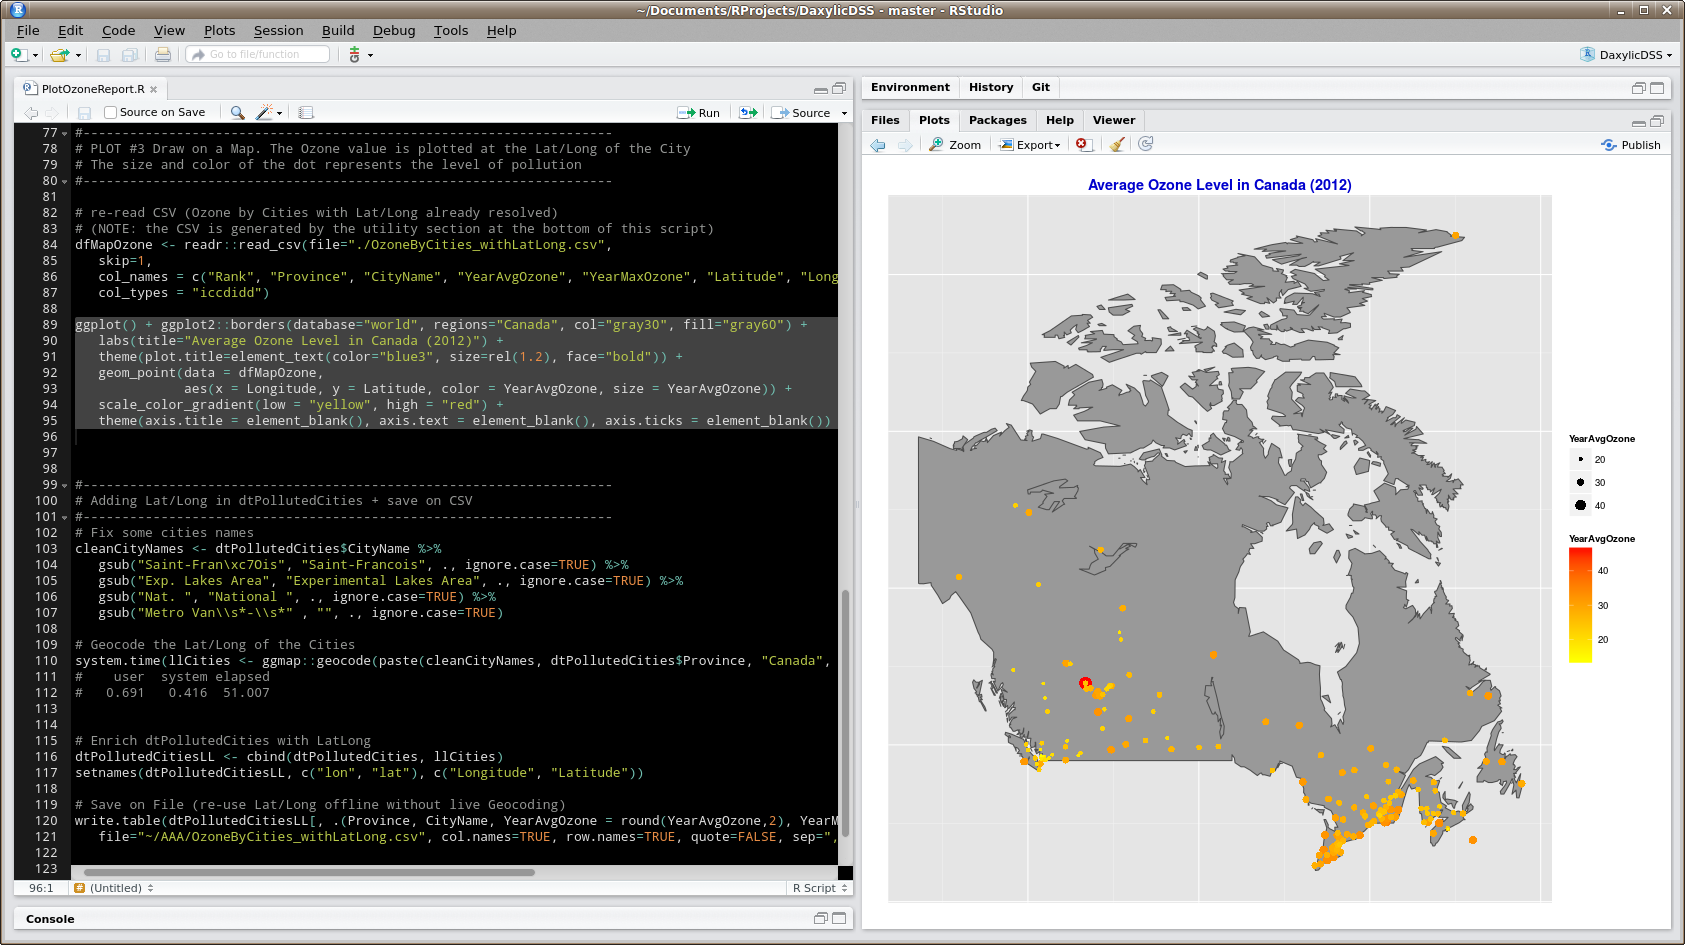 ~/Documents/RProjects/DaxylicDSS - master - RStudio
File Edit Code View Plots Session Build Debug Tools Help
Go to file/function
DaxylicDSS
PlotOzoneReport.R
Source on Save
Run
Source
77 #--------------------------------------------------------------------
78 # PLOT #3 Draw on a Map. The Ozone value is plotted at the Lat/Long of the City
79 # The size and color of the dot represents the level of pollution
80 #--------------------------------------------------------------------
81
82 # re-read CSV (Ozone by Cities with Lat/Long already resolved)
83 # (NOTE: the CSV is generated by the utility section at the bottom of this script)
84 dfMapOzone <- readr::read_csv(file="./OzoneByCities_withLatLong.csv",
85 skip=1,
86 col_names = c("Rank", "Province", "CityName", "YearAvgOzone", "YearMaxOzone", "Latitude", "Long
87 col_types = "iccdidd")
88
89 ggplot() + ggplot2::borders(database="world", regions="Canada", col="gray30", fill="gray60") +
90 labs(title="Average Ozone Level in Canada (2012)") +
91 theme(plot.title=element_text(color="blue3", size=rel(1.2), face="bold")) +
92 geom_point(data = dfMapOzone,
93 aes(x = Longitude, y = Latitude, color = YearAvgOzone, size = YearAvgOzone)) +
94 scale_color_gradient(low = "yellow", high = "red") +
95 theme(axis.title = element_blank(), axis.text = element_blank(), axis.ticks = element_blank())
96
97
98
99 #--------------------------------------------------------------------
100 # Adding Lat/Long in dtPollutedCities + save on CSV
101 #--------------------------------------------------------------------
102 # Fix some cities names
103 cleanCityNames <- dtPollutedCities$CityName %>%
104 gsub("Saint-Fran\xc7Ois", "Saint-Francois", ., ignore.case=TRUE) %>%
105 gsub("Exp. Lakes Area", "Experimental Lakes Area", ., ignore.case=TRUE) %>%
106 gsub("Nat. ", "National ", ., ignore.case=TRUE) %>%
107 gsub("Metro Van\\s*-\\s*" , "", ., ignore.case=TRUE)
108
109 # Geocode the Lat/Long of the Cities
110 system.time(llCities <- ggmap::geocode(paste(cleanCityNames, dtPollutedCities$Province, "Canada",
111 # user system elapsed
112 # 0.691 0.416 51.007
113
114
115 # Enrich dtPollutedCities with LatLong
116 dtPollutedCitiesLL <- cbind(dtPollutedCities, llCities)
117 setnames(dtPollutedCitiesLL, c("lon", "lat"), c("Longitude", "Latitude"))
118
119 # Save on File (re-use Lat/Long offline without live Geocoding)
120 write.table(dtPollutedCitiesLL[, .(Province, CityName, YearAvgOzone = round(YearAvgOzone,2), YearM
121 file="~/AAA/OzoneByCities_withLatLong.csv", col.names=TRUE, row.names=TRUE, quote=FALSE, sep=",
122
123
96:1 (Untitled) R Script
Console
Environment History Git
Files Plots Packages Help Viewer
Zoom Export Publish
Average Ozone Level in Canada (2012)
YearAvgOzone
20
30
40
YearAvgOzone
40
30
20